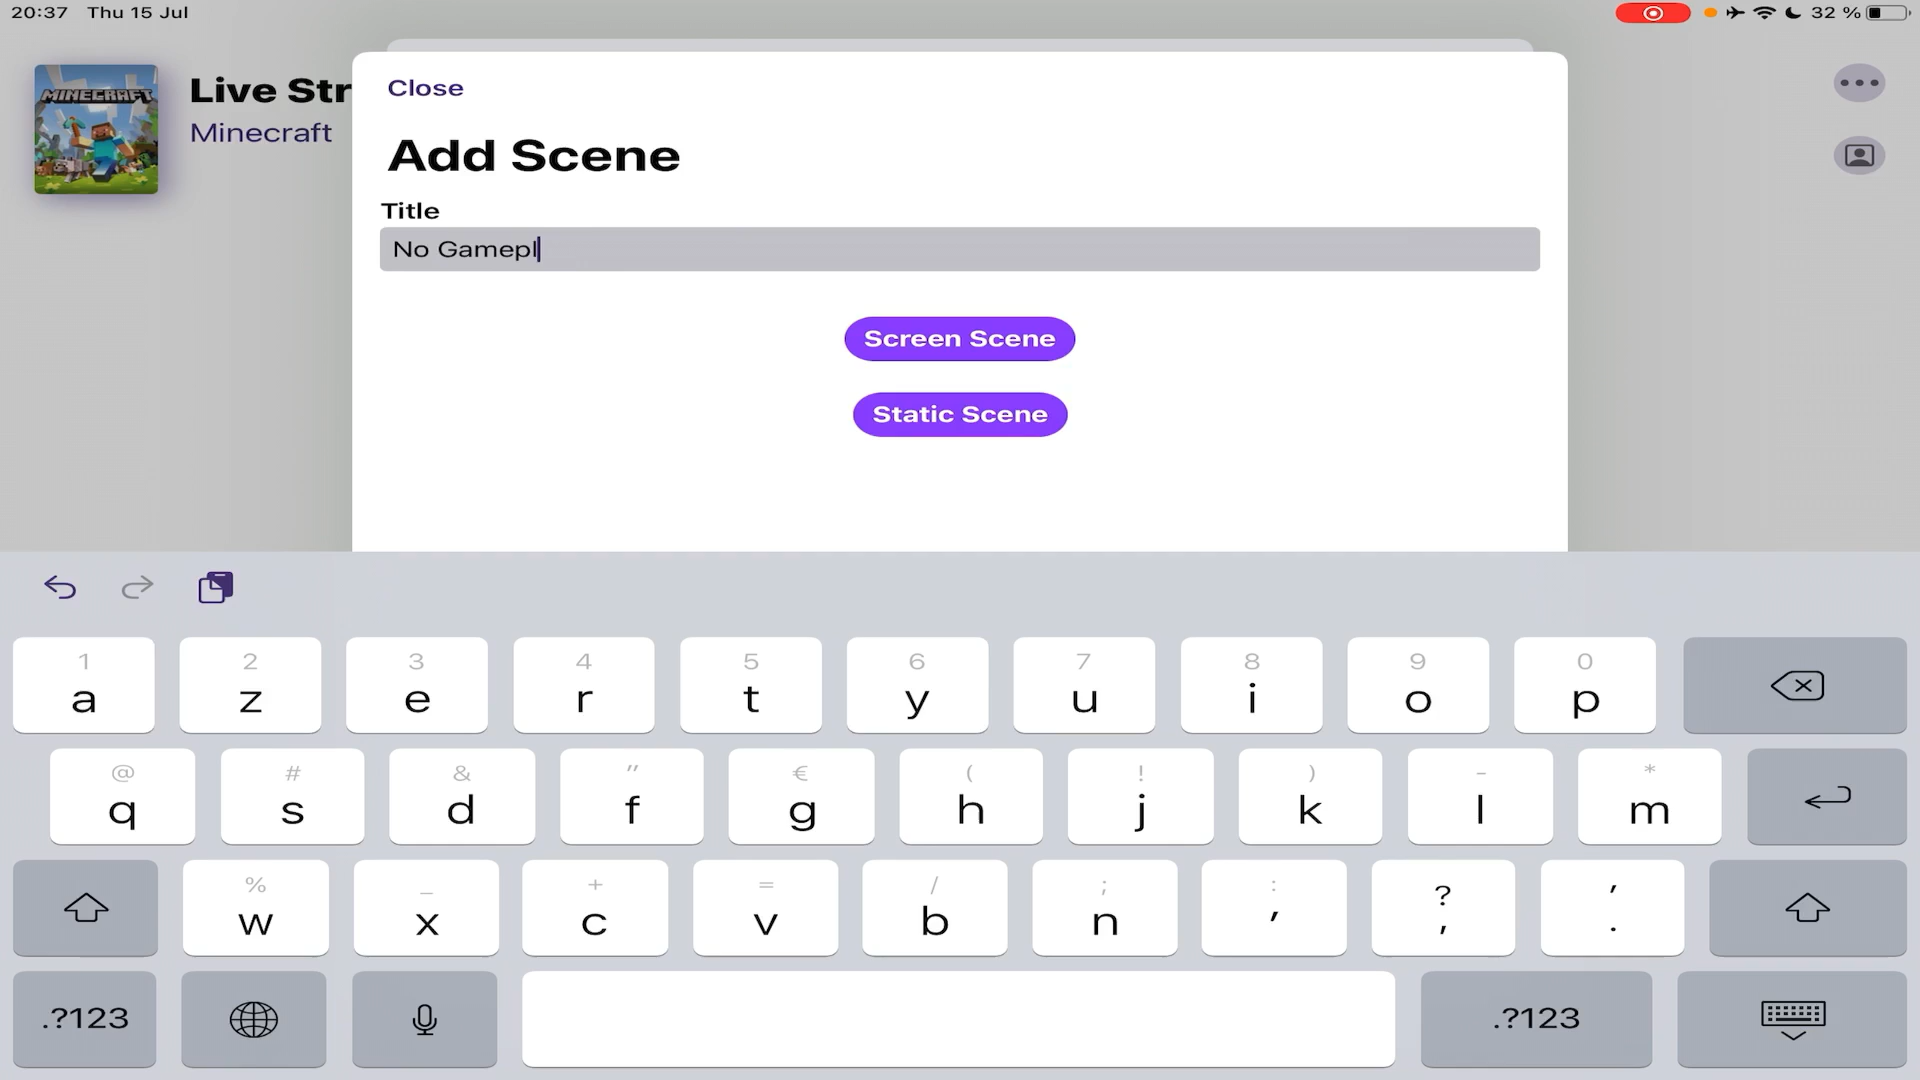 20:37 Thu 15 Jul
32 %
MINECRAFT
Live Str
Minecraft
Close
Add Scene
Title
No Gamepl
Screen Scene
Static Scene
1 2 3 4 5 6 7 8 9 0
a z e r t y u i o p
@ # & " € ( ! ) - *
q s d f g h j k l m
% _ + = / ; : ? '
w x c v b n ' , .
.?123 .?123